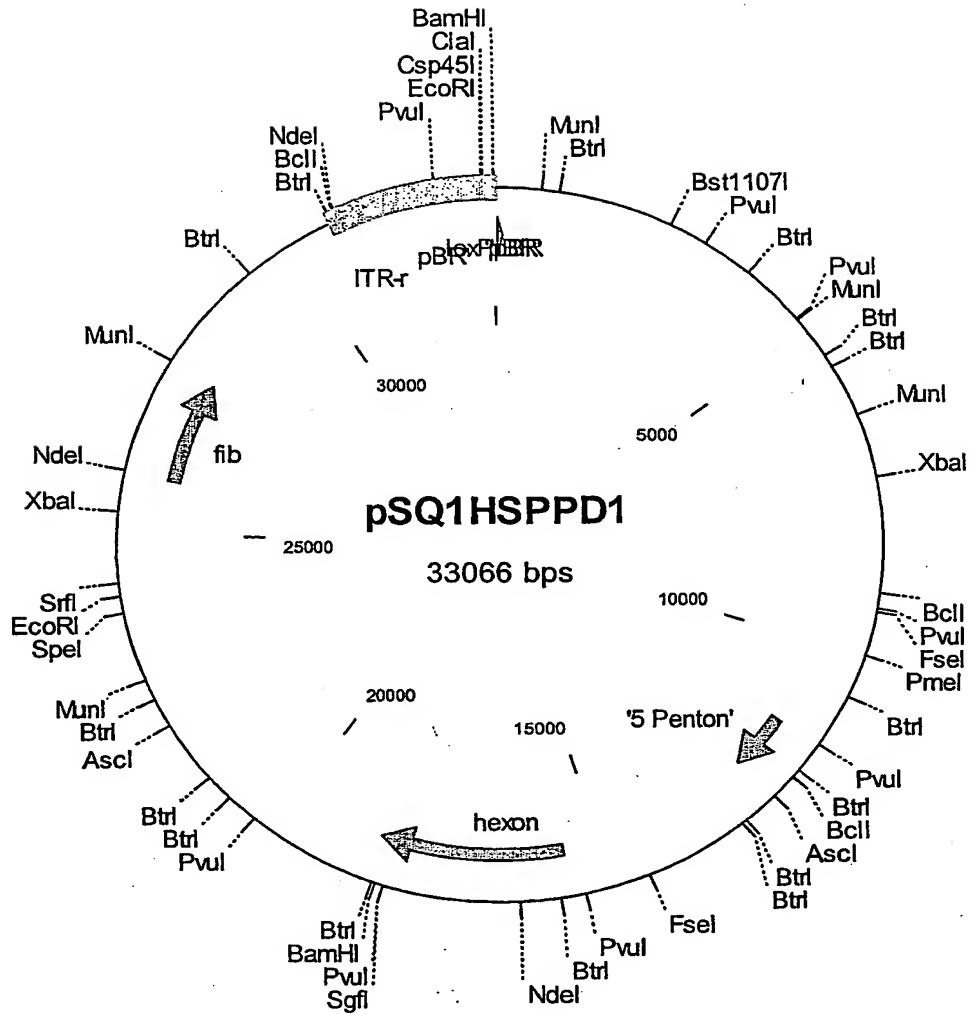 BamHI
ClaI
Csp45I
EcoRI
PvuI
NdeI
BclI
BtrI
BtrI
MunI
NdeI
XbaI
SrfI
EcoRI
SpeI
MunI
BtrI
AscI
BtrI
BtrI
PvuI
BtrI
BamHI
PvuI
SgfI
NdeI
BtrI
PvuI
FseI
BtrI
BtrI
AscI
BclI
BtrI
PvuI
BtrI
PmeI
FseI
PvuI
BclI
XbaI
MunI
BtrI
BtrI
MunI
PvuI
BtrI
PvuI
Bst1107I
BtrI
MunI
ITR-r
pBR
30000
5000
fib
pSQ1HSPPD1
33066 bps
25000
10000
20000
15000
'5 Penton'
hexon